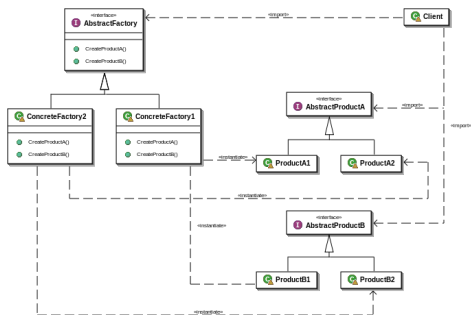 «interface»
AbstractFactory
CreateProductA()
CreateProductB()
«import»
Client
ConcreteFactory2
CreateProductA()
CreateProductB()
ConcreteFactory1
CreateProductA()
CreateProductB()
«interface»
AbstractProductA
«import»
«import»
«instantiate»
ProductA1
ProductA2
«instantiate»
«instantiate»
«interface»
AbstractProductB
ProductB1
ProductB2
«instantiate»